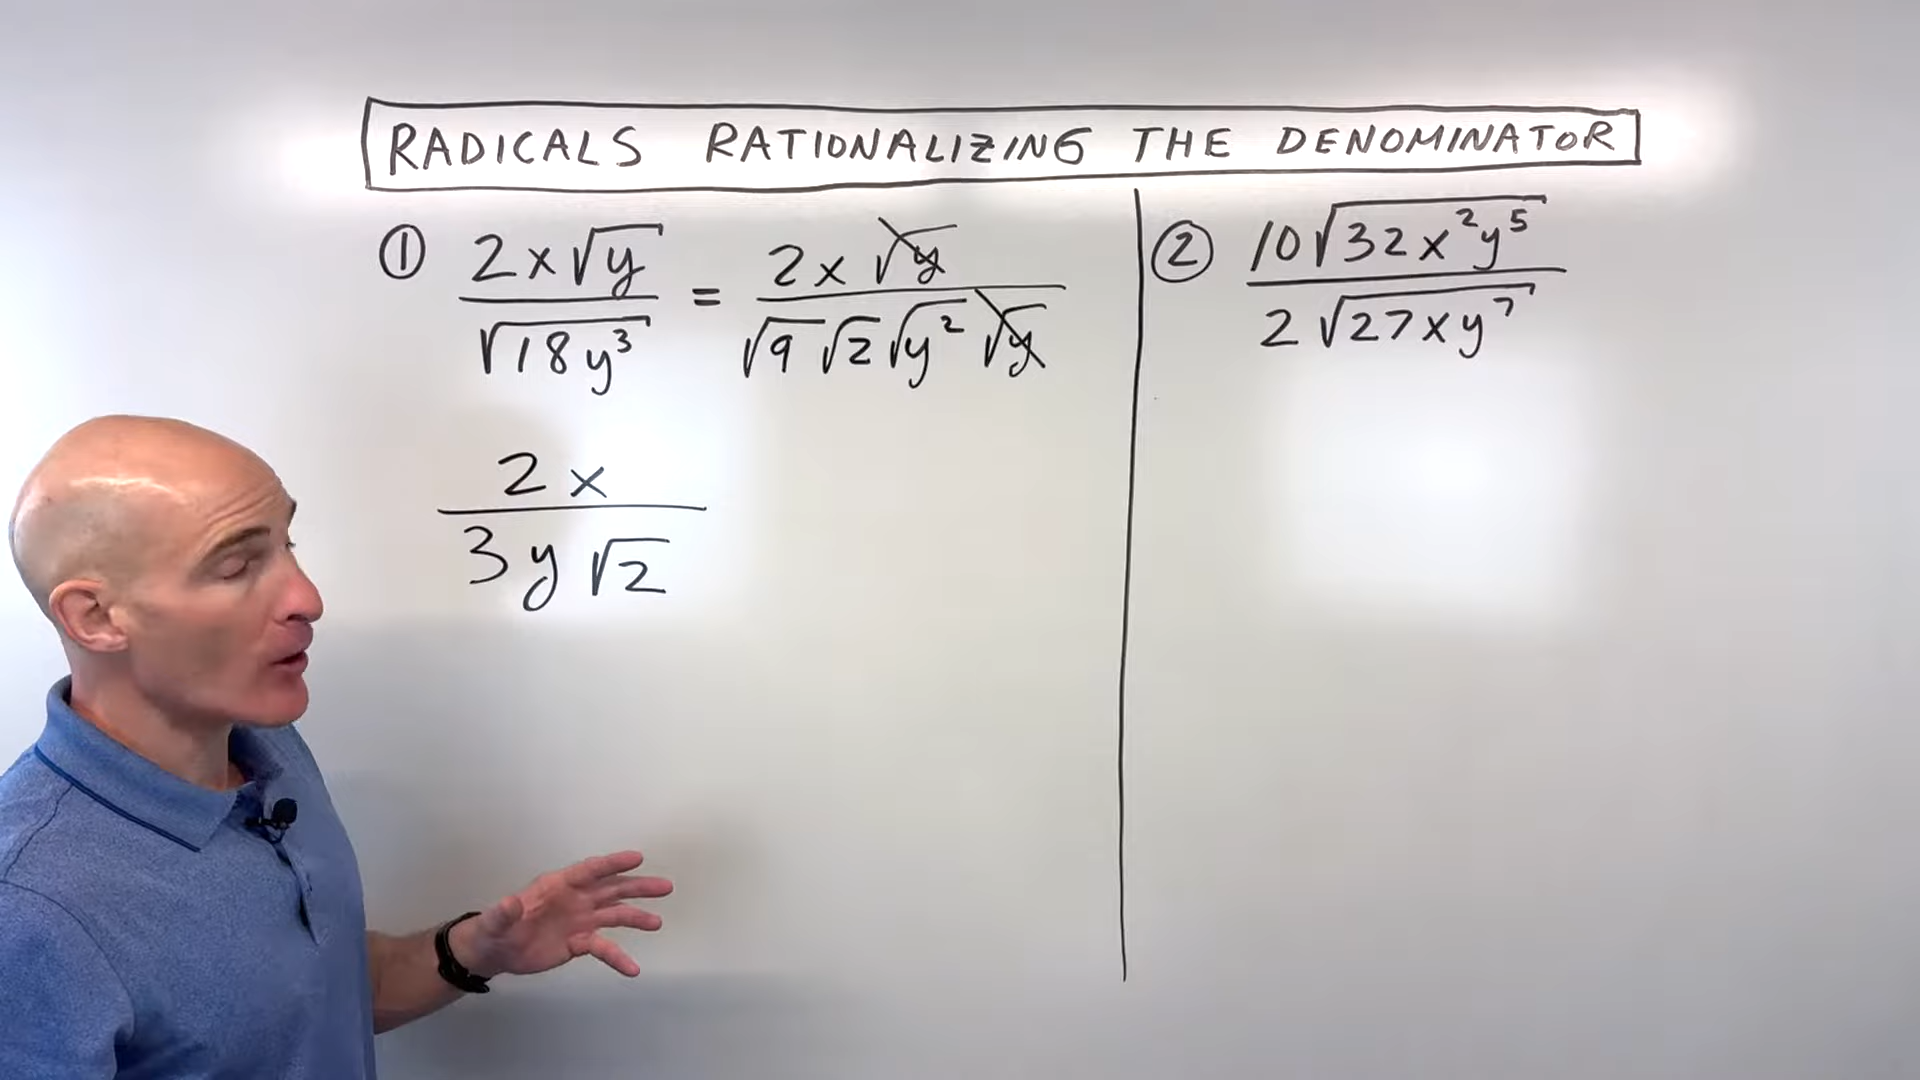 RADICALS RATIONALIZING THE DENOMINATOR
① 2x√y / √18y³ = 2x√y / √9 √2 √y² √y
2x / 3y√2
② 10√32x²y⁵ / 2√27xy⁷